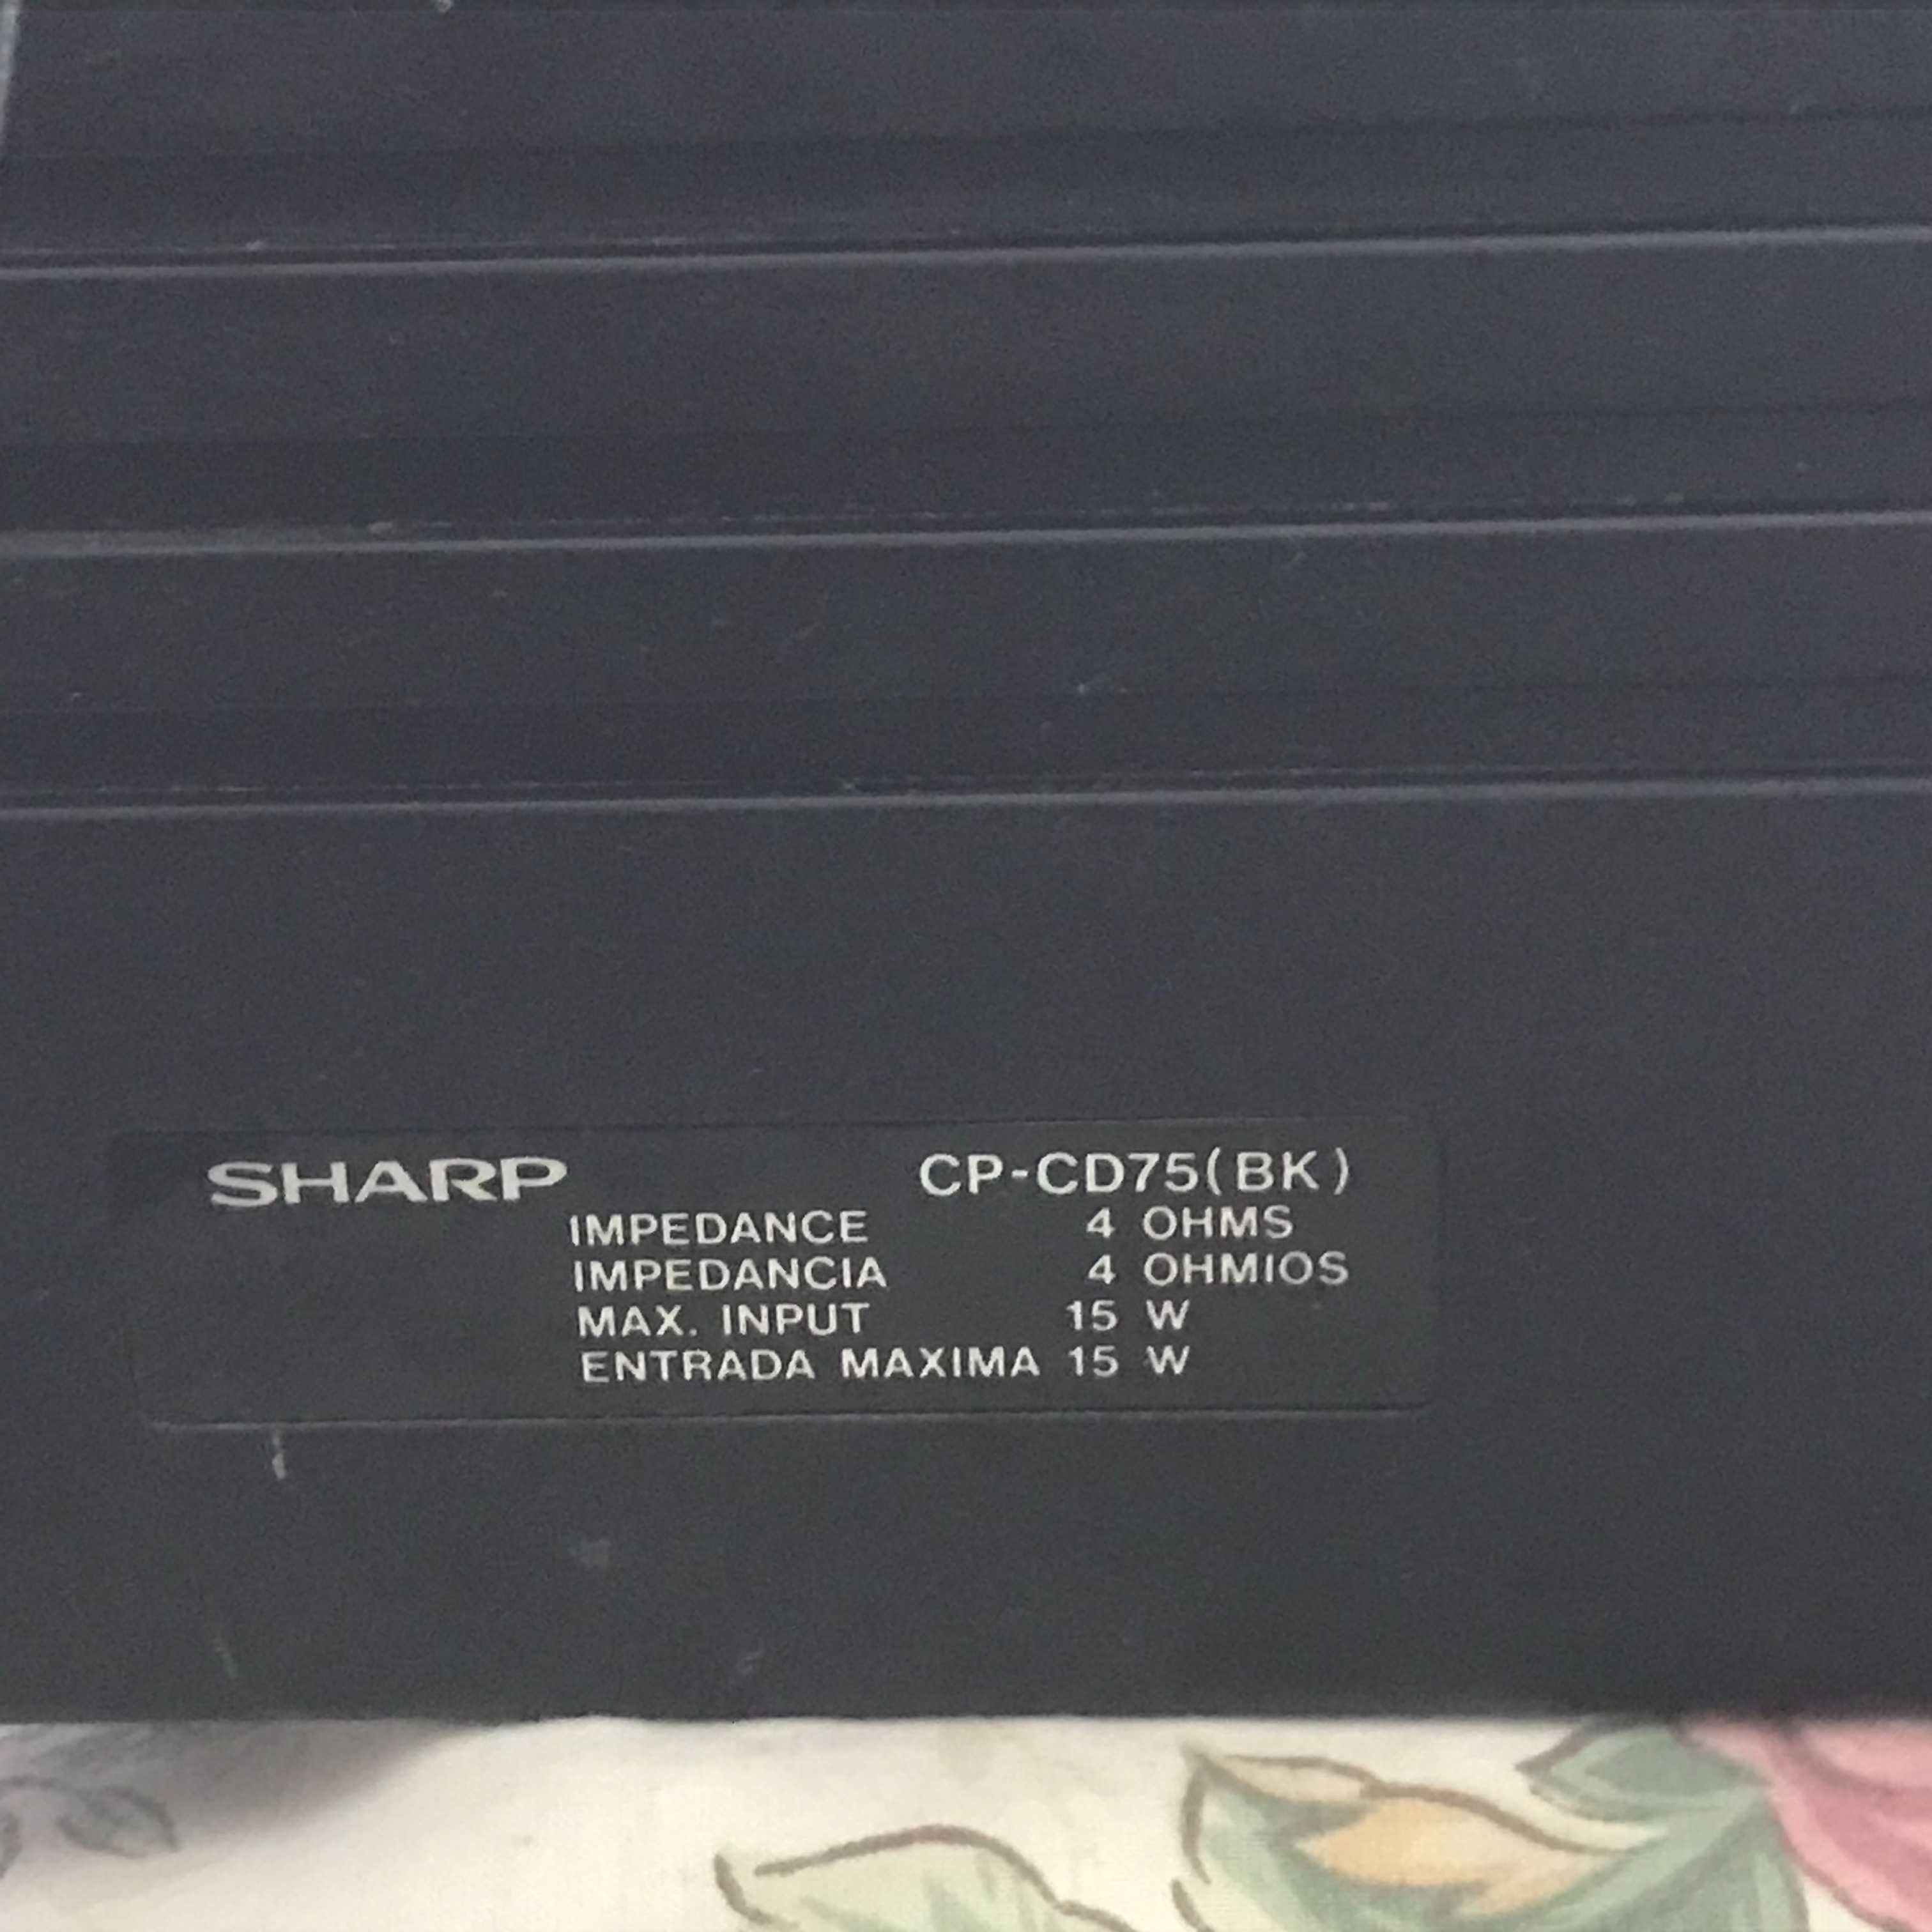 SHARP CP-CD75(BK)
IMPEDANCE 4 OHMS
IMPEDANCIA 4 OHMIOS
MAX. INPUT 15 W
ENTRADA MAXIMA 15 W